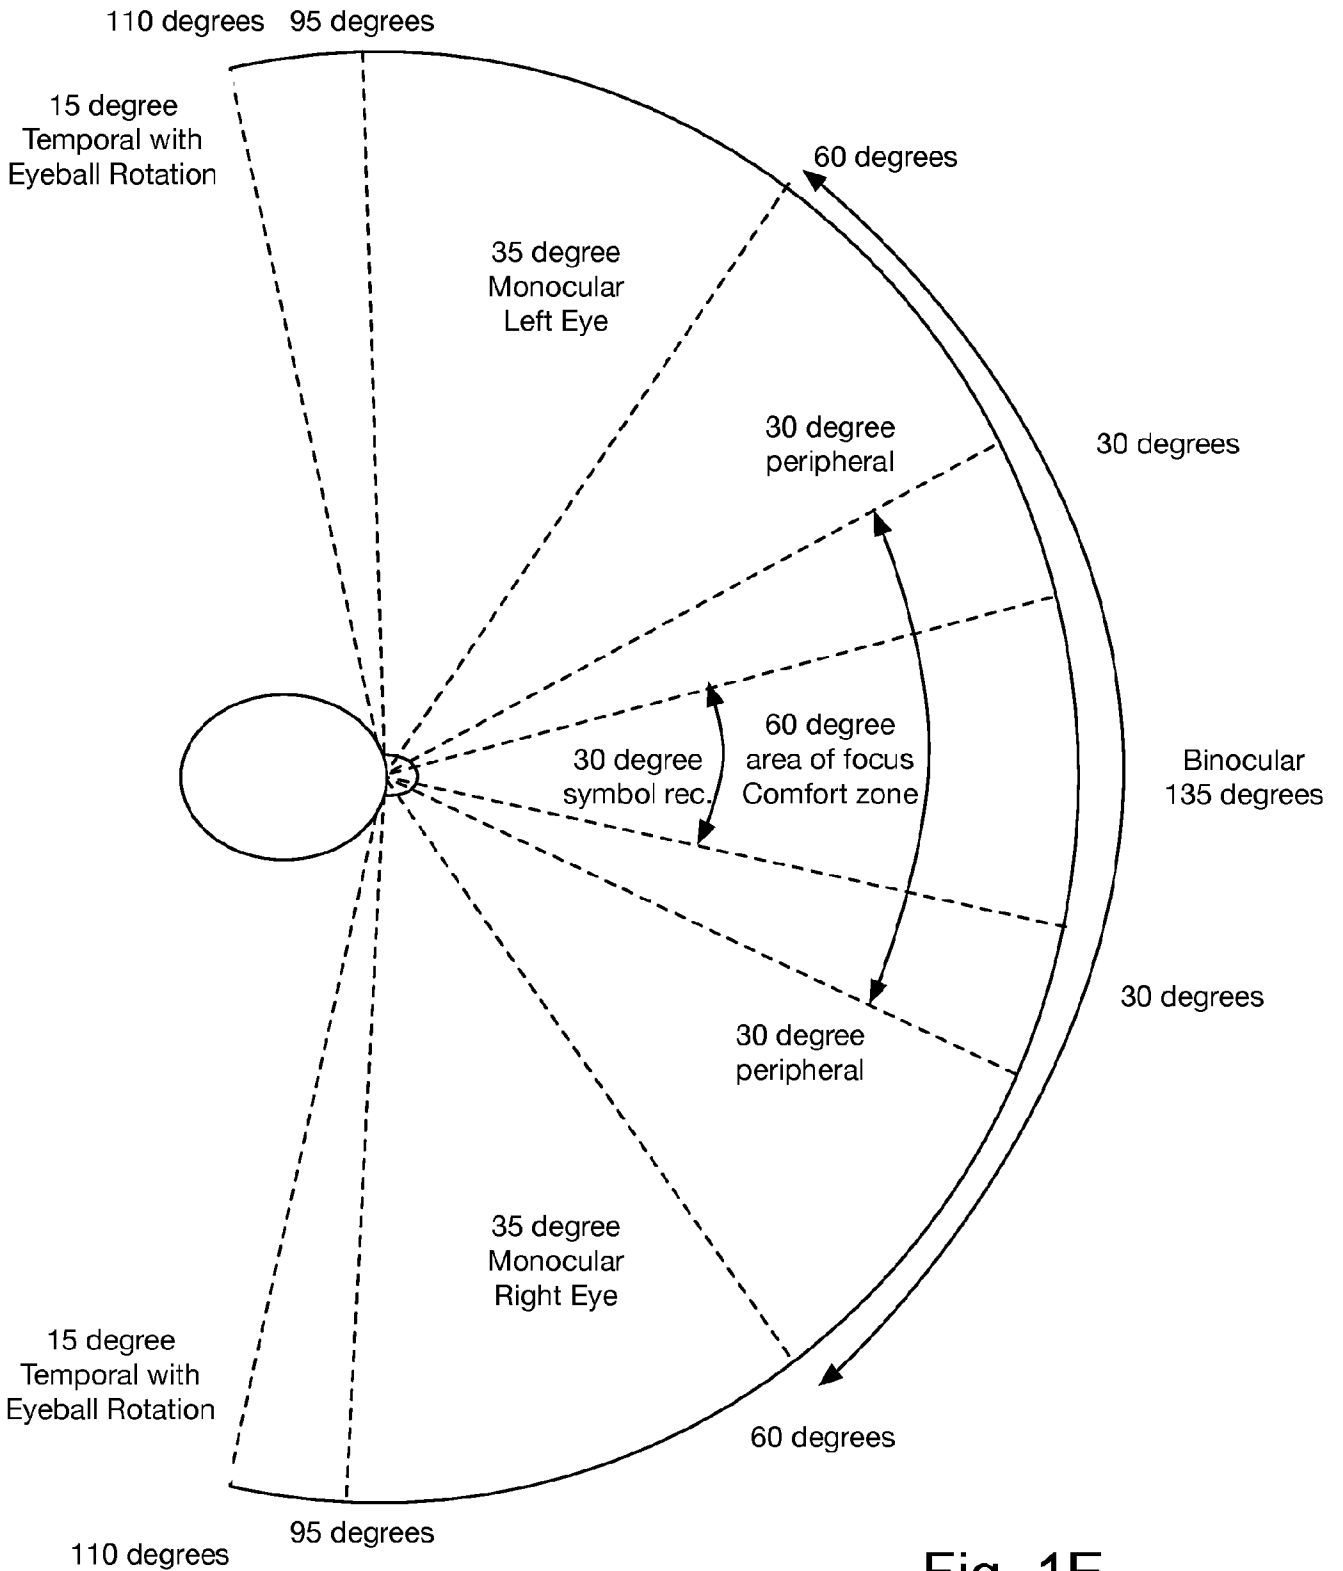 110 degrees
95 degrees
15 degree
Temporal with
Eyeball Rotation
60 degrees
35 degree
Monocular
Left Eye
30 degree
peripheral
30 degrees
60 degree
area of focus
Comfort zone
30 degree
symbol rec.
Binocular
135 degrees
30 degrees
30 degree
peripheral
35 degree
Monocular
Right Eye
15 degree
Temporal with
Eyeball Rotation
60 degrees
95 degrees
110 degrees